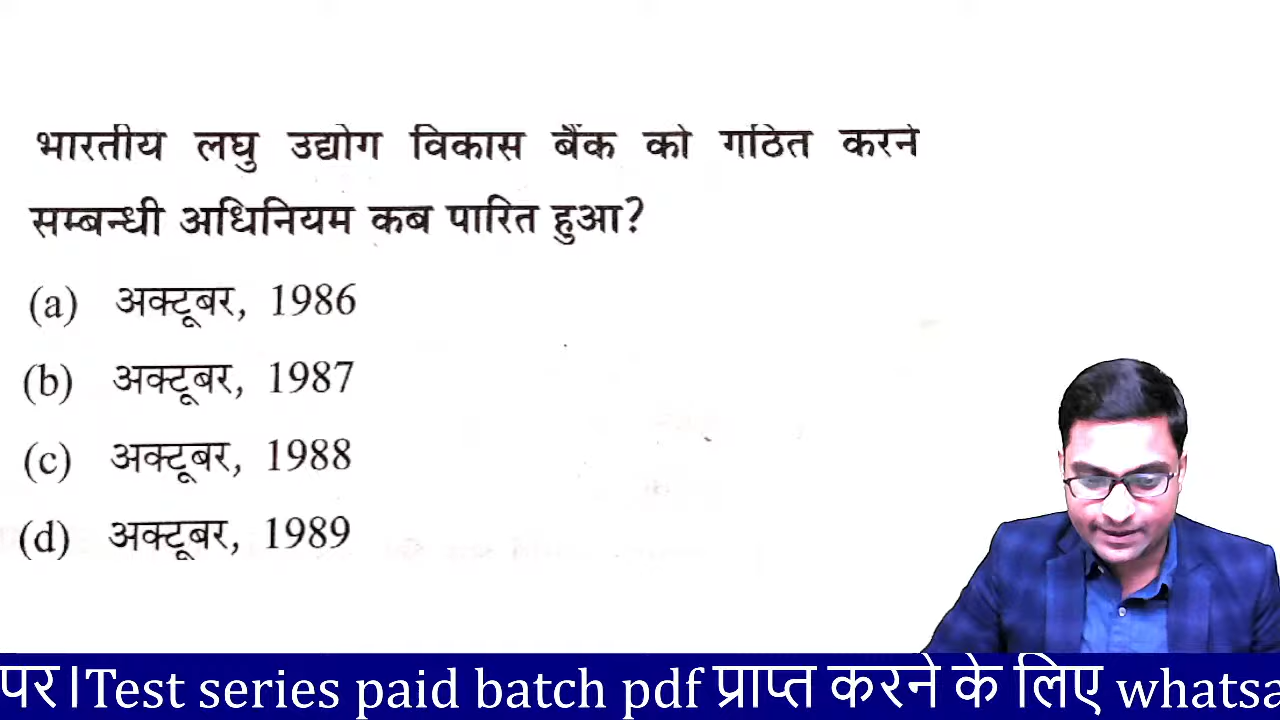 भारतीय लघु उद्योग विकास बैंक को गठित करने
सम्बन्धी अधिनियम कब पारित हुआ?
(a) अक्टूबर, 1986
(b) अक्टूबर, 1987
(c) अक्टूबर, 1988
(d) अक्टूबर, 1989
पर।Test series paid batch pdf प्राप्त करने के लिए whatsa